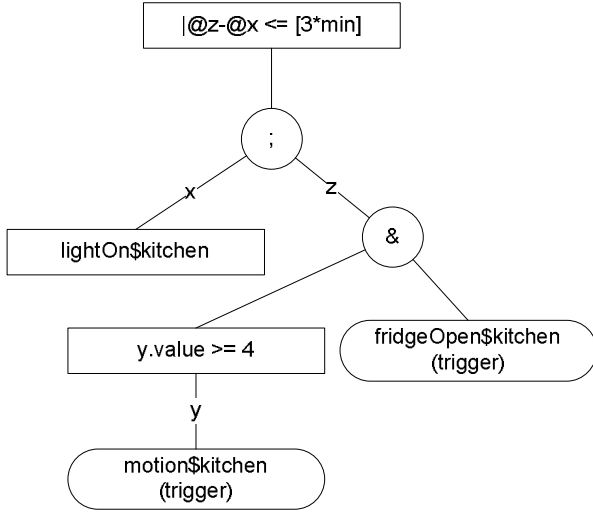 |@z-@x <= [3*min]
;
x
z
lightOn$kitchen
&
y.value >= 4
fridgeOpen$kitchen
(trigger)
y
motion$kitchen
(trigger)